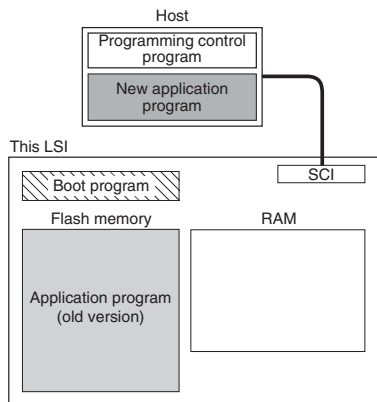 Host
Programming control
program
New application
program
This LSI
SCI
Boot program
Flash memory
RAM
Application program
(old version)